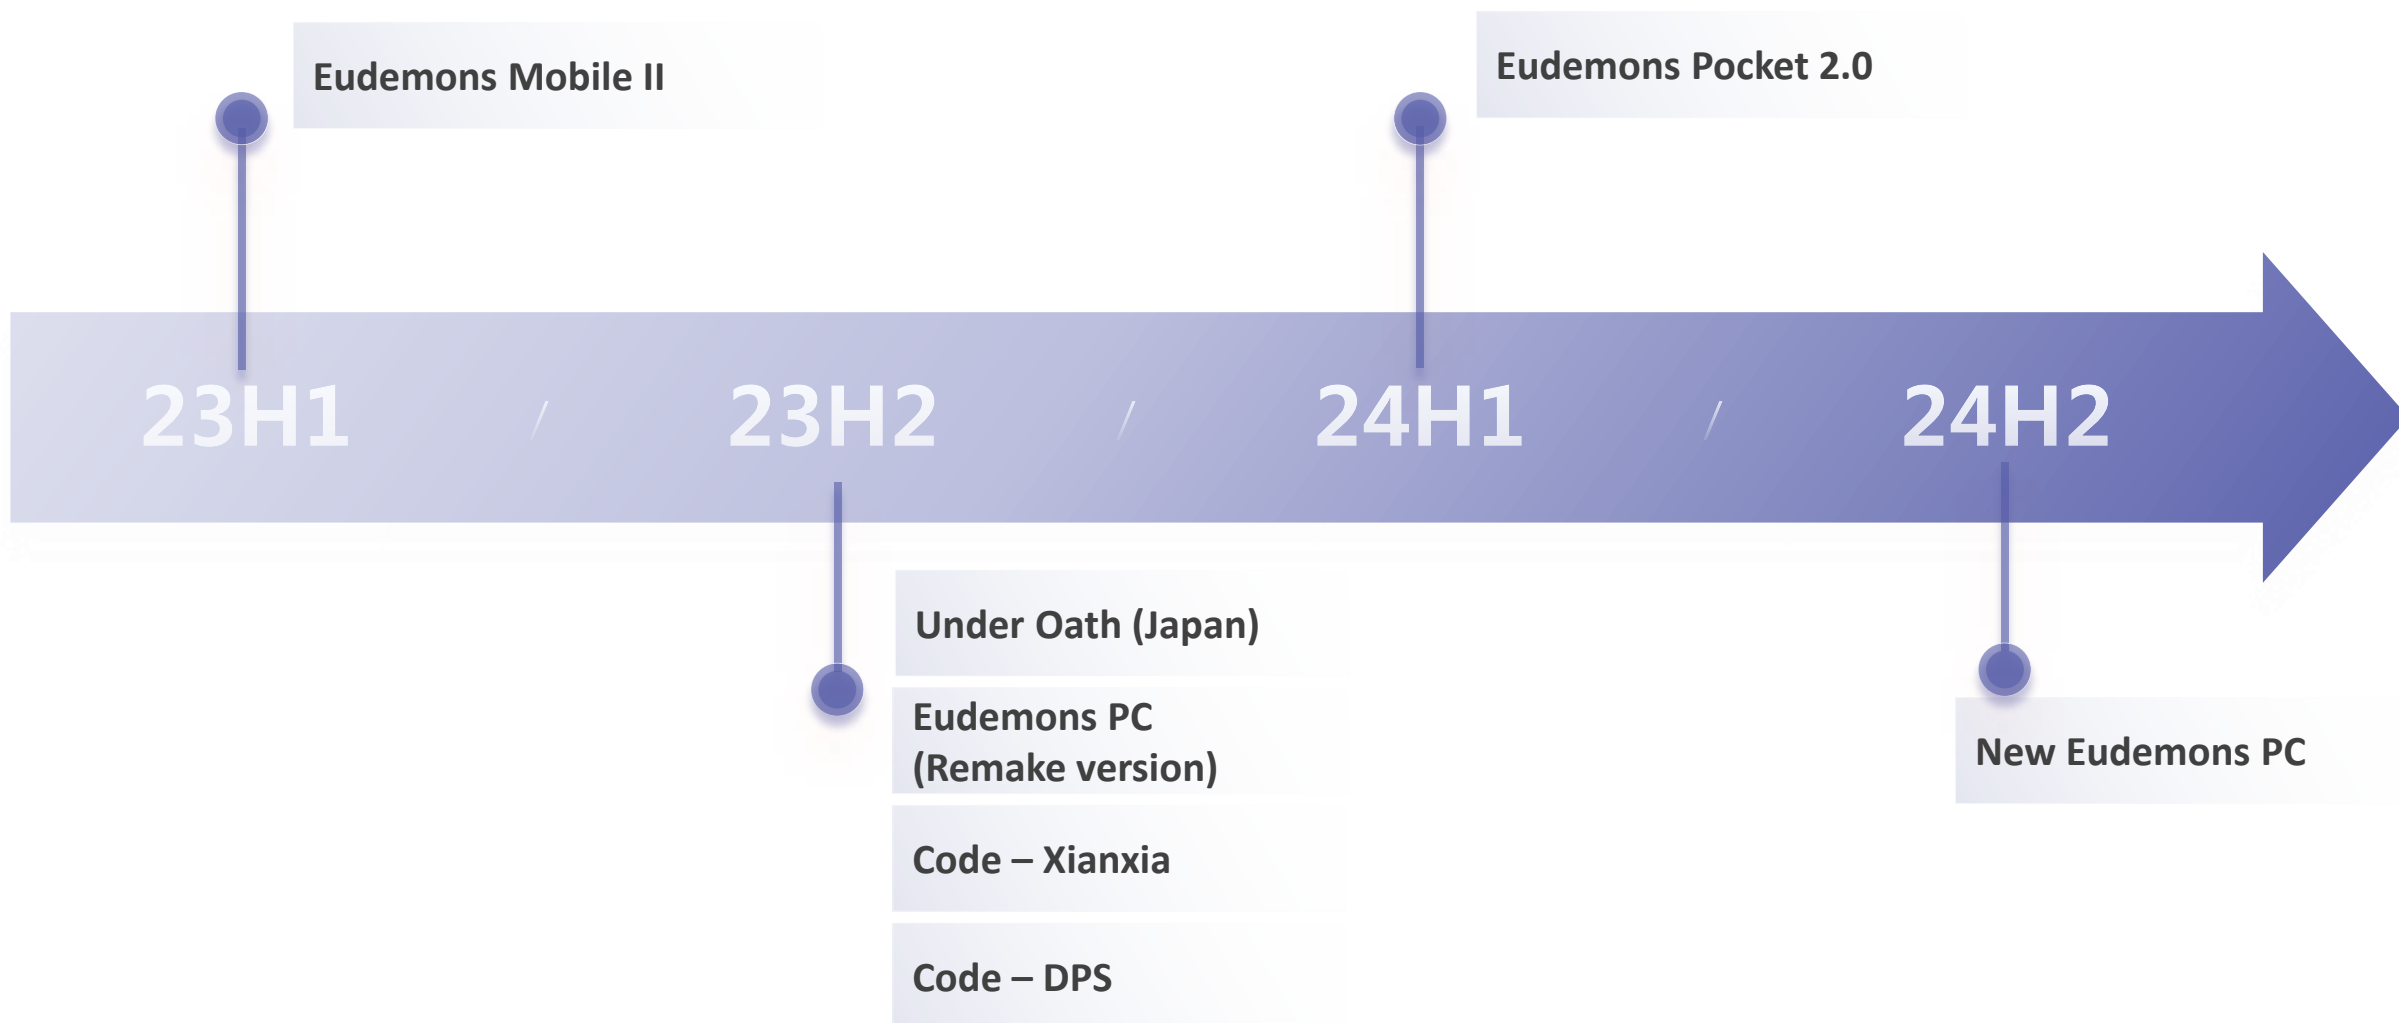 Eudemons Mobile II
Eudemons Pocket 2.0
23H1 / 23H2 / 24H1 / 24H2
Under Oath (Japan)
Eudemons PC
(Remake version)
Code – Xianxia
Code – DPS
New Eudemons PC